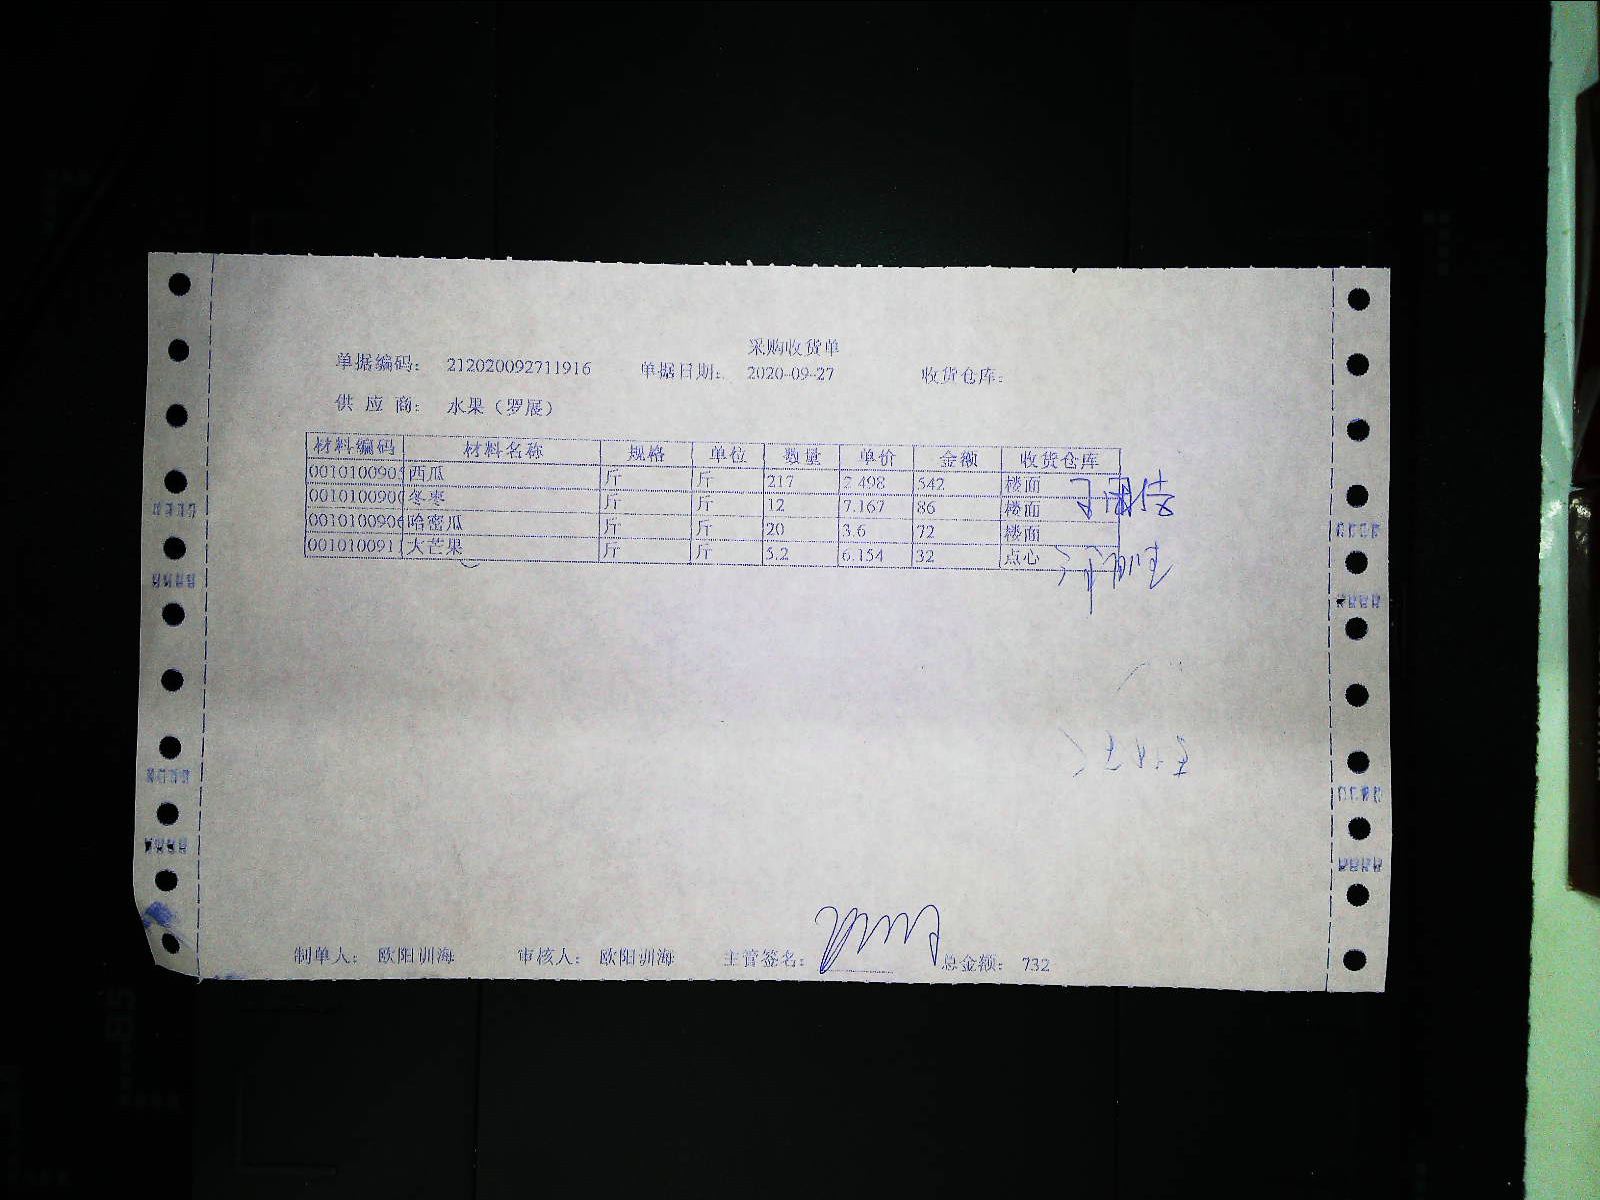 采购收货单
单据编码： 212020092711916 单据日期： 2020-09-27 收货仓库：
供 应 商： 水果（罗展）
材料编码 材料名称 规格 单位 数量 单价 金额 收货仓库
001010090 西瓜 斤 斤 217 2.498 542 楼面
001010090 冬枣 斤 斤 12 7.167 86 楼面
001010090 哈密瓜 斤 斤 20 3.6 72 楼面
001010091 大芒果 斤 斤 5.2 6.154 32 点心
制单人： 欧阳训海 审核人： 欧阳训海 主管签名： 总金额： 732